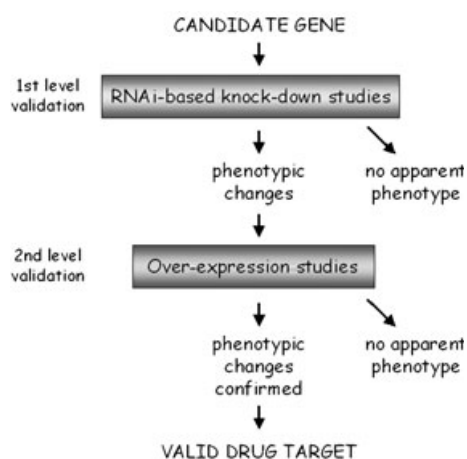 CANDIDATE GENE
1st level
validation
RNAi-based knock-down studies
phenotypic
changes
no apparent
phenotype
2nd level
validation
Over-expression studies
phenotypic
changes
confirmed
no apparent
phenotype
VALID DRUG TARGET